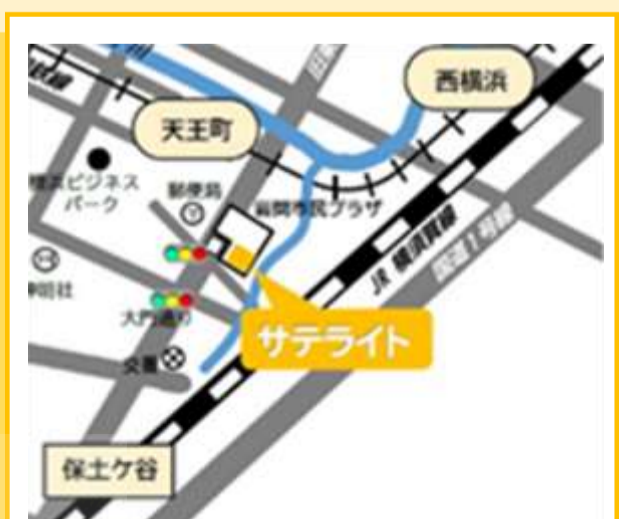 西横浜
天王町
横浜ビジネス
パーク
郵便局
岩間市民プラザ
JR 横須賀線
国道1号線
神明社
大門通り
サテライト
交番
保土ケ谷